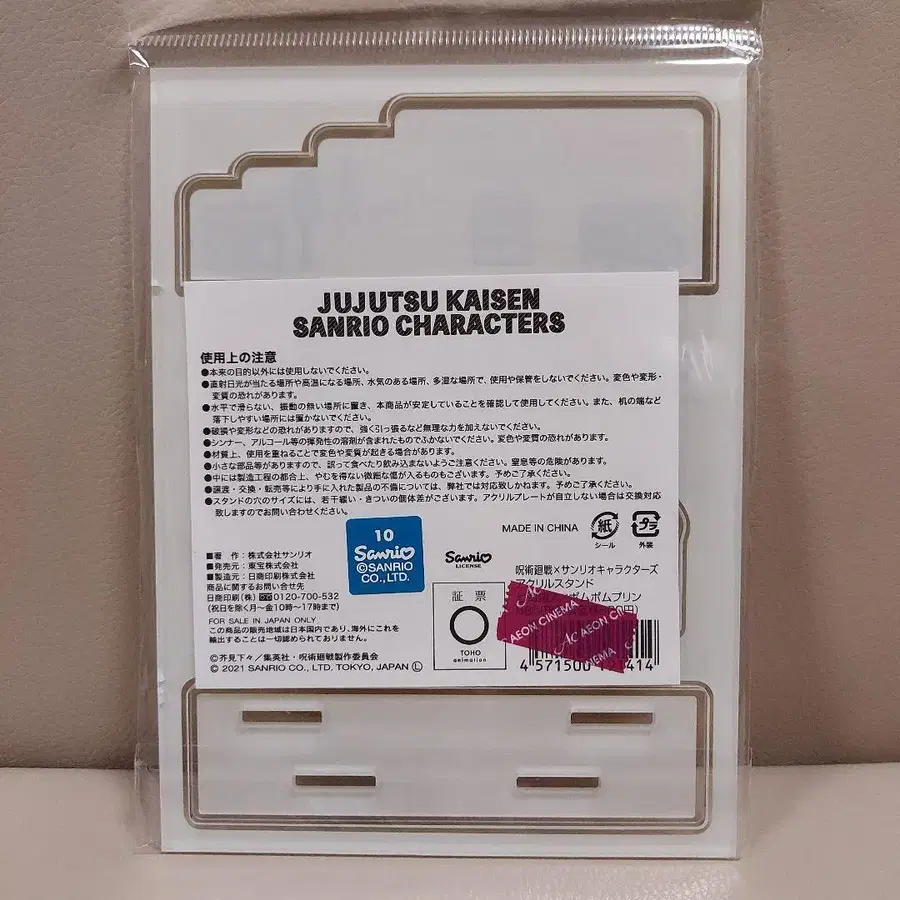 JUJUTSU KAISEN
SANRIO CHARACTERS
使用上の注意
●本来の目的以外には使用しないでください。
●直射日光が当たる場所や高温になる場所、水気のある場所、多湿な場所で、使用や保管をしないでください。変色や変形・
変質の恐れがあります。
●水平で滑らない、振動の無い場所に置き、本商品が安定していることを確認して使用してください。また、机の端など
落下しやすい場所には置かないでください。
●破損や変形などの恐れがありますので、強く引っ張るなど無理な力を加えないでください。
●シンナー、アルコール等の揮発性の溶剤が含まれたものでふかないでください。変色や変質の恐れがあります。
●材質上、使用を重ねることで変色や変質が起きる場合があります。
●小さな部品等がありますので、誤って食べたり飲み込まないようご注意ください。窒息等の危険があります。
●中には製造工程の都合上、やむを得ない微細な傷が入るものもございます。予めご了承ください。
●譲渡・交換・転売等により手に入れた製品の不備については、弊社では対応致しかねます。予めご了承ください。
●スタンドの穴のサイズには、若干緩い・きついの個体差がございます。アクリルプレートが自立しない場合は交換対応
致しますのでお問い合わせください。
MADE IN CHINA
紙
シール
プラ
外装
■著 作:株式会社サンリオ
■発売元:東宝株式会社
■製造元:日商印刷株式会社
商品に関するお問い合せ先
日商印刷(株) 0120-700-532
(祝日を除く月〜金10時〜17時まで)
FOR SALE IN JAPAN ONLY
この商品の販売地域は日本国内であり、海外にこれを
輸出することは一切認められておりません。
©芥見下々/集英社・呪術廻戦製作委員会
© 2021 SANRIO CO., LTD. TOKYO, JAPAN Ⓛ
10
Sanrio
©SANRIO
CO.,LTD.
Sanrio
LICENSE
証票
TOHO
animation
呪術廻戦×サンリオキャラクターズ
アクリルスタンド
ポムポムプリン
円)
AEON CINEMA
AC AEON C
CINEMA
4 571500 414